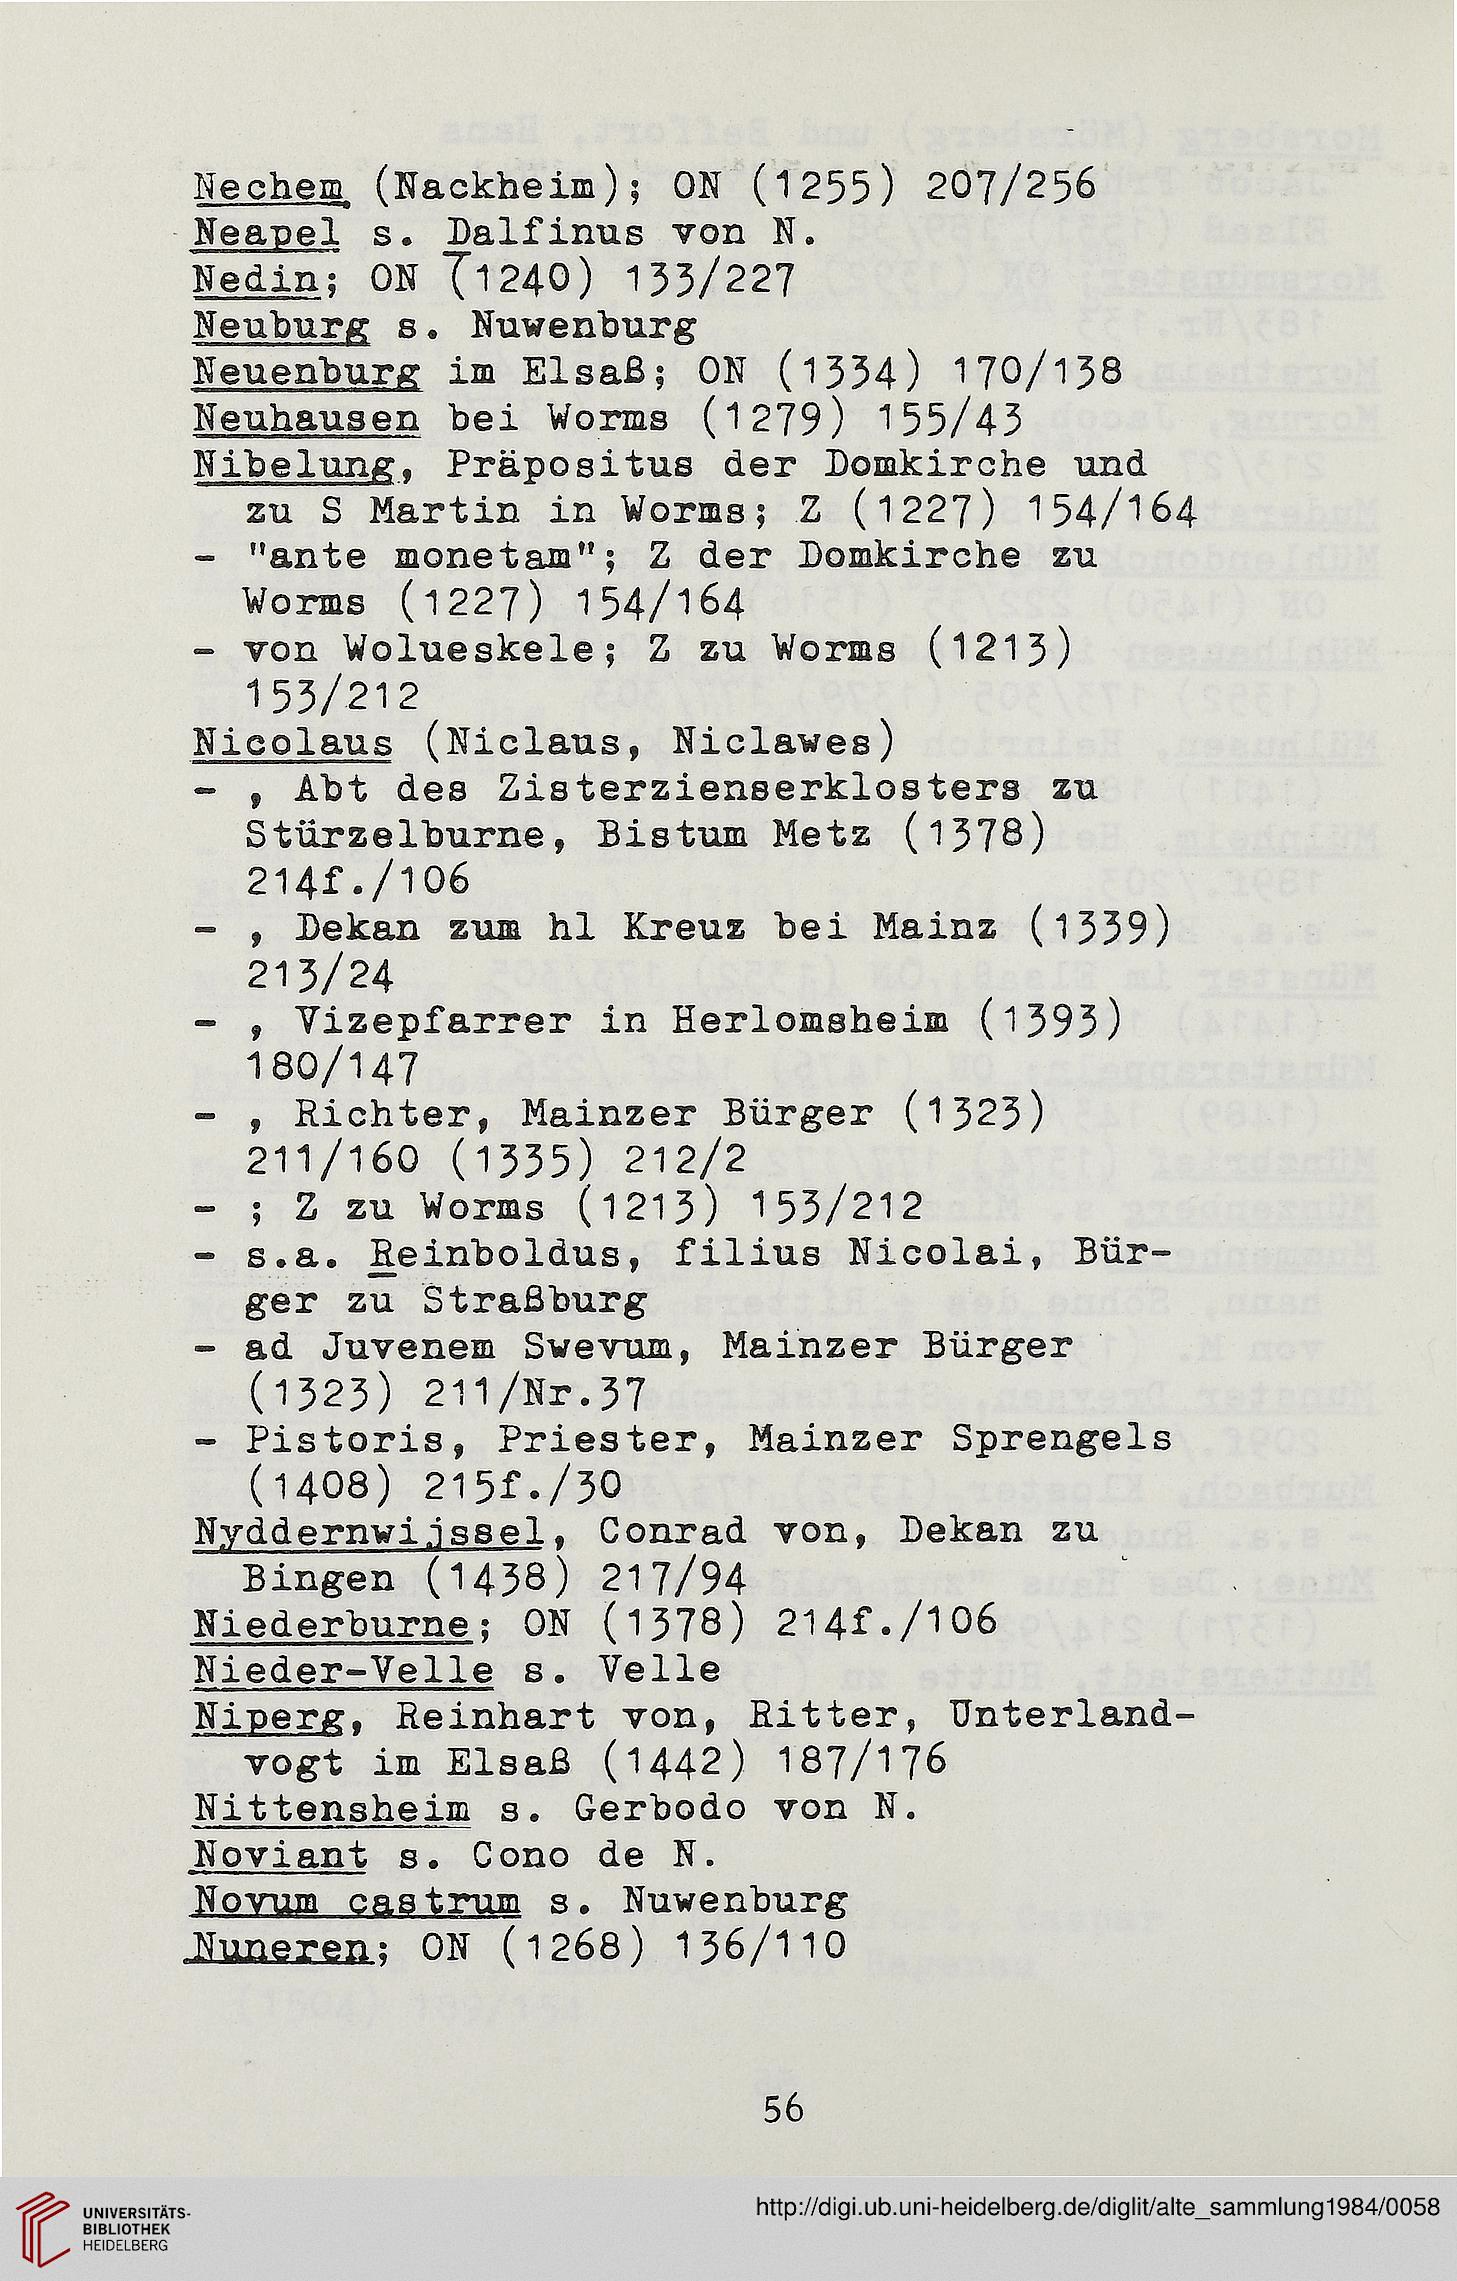 Nechem (Nackheim); ON (1255) 207/256
Neapel s. Dalfinus von N.
Nedin; ON (1240) 133/227
Neuburg s. Nuwenburg
Neuenburg im Elsaß; ON (1334) 170/138
Neuhausen bei Worms (1279) 155/43
Nibelung, Präpositus der Domkirche und
zu S Martin in Worms; Z (1227) 154/164
- "ante monetam"; Z der Domkirche zu
Worms (1227) 154/164
- von Wolueskele; Z zu Worms (1213)
153/212
Nicolaus (Niclaus, Niclawes)
- , Abt des Zisterzienserklosters zu
Stürzelburne, Bistum Metz (1378)
214f./106
- , Dekan zum hl Kreuz bei Mainz (1339)
213/24
- , Vizepfarrer in Herlomsheim (1393)
180/147
- , Richter, Mainzer Bürger (1323)
211/160 (1335) 212/2
- ; Z zu Worms (1213) 153/212
- s.a. Reinboldus, filius Nicolai, Bür-
ger zu Straßburg
- ad Juvenem Swevum, Mainzer Bürger
(1323) 211/Nr.37
- Pistoris, Priester, Mainzer Sprengels
(1408) 215f./30
Nyddernwijssel, Conrad von, Dekan zu
Bingen (1438) 217/94
Niederburne; ON (1378) 214f./106
Nieder-Velle s. Velle
Niperg, Reinhart von, Ritter, Unterland-
vogt im Elsaß (1442) 187/176
Nittensheim s. Gerbodo von N.
Noviant s. Cono de N.
Novum castrum s. Nuwenburg
Nuneren; ON (1268) 136/110
56
UNIVERSITÄTS-
BIBLIOTHEK
HEIDELBERG
http://digi.ub.uni-heidelberg.de/diglit/alte_sammlung1984/0058